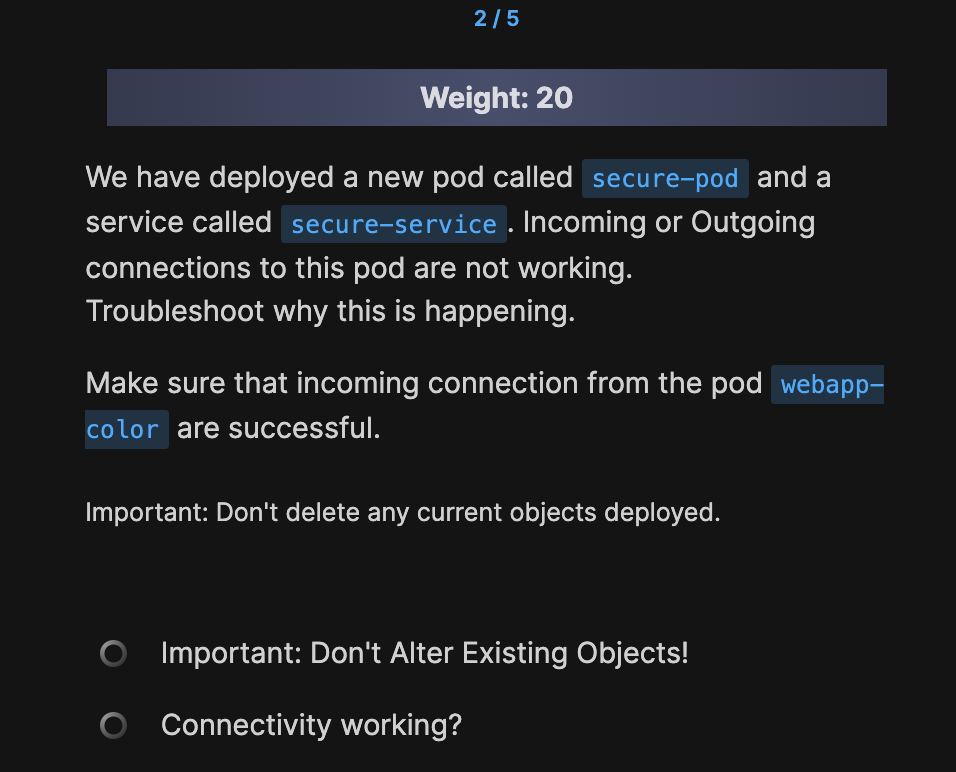 2 / 5
Weight: 20
We have deployed a new pod called secure-pod and a
service called secure-service. Incoming or Outgoing
connections to this pod are not working.
Troubleshoot why this is happening.
Make sure that incoming connection from the pod webapp-
color are successful.
Important: Don't delete any current objects deployed.
Important: Don't Alter Existing Objects!
Connectivity working?